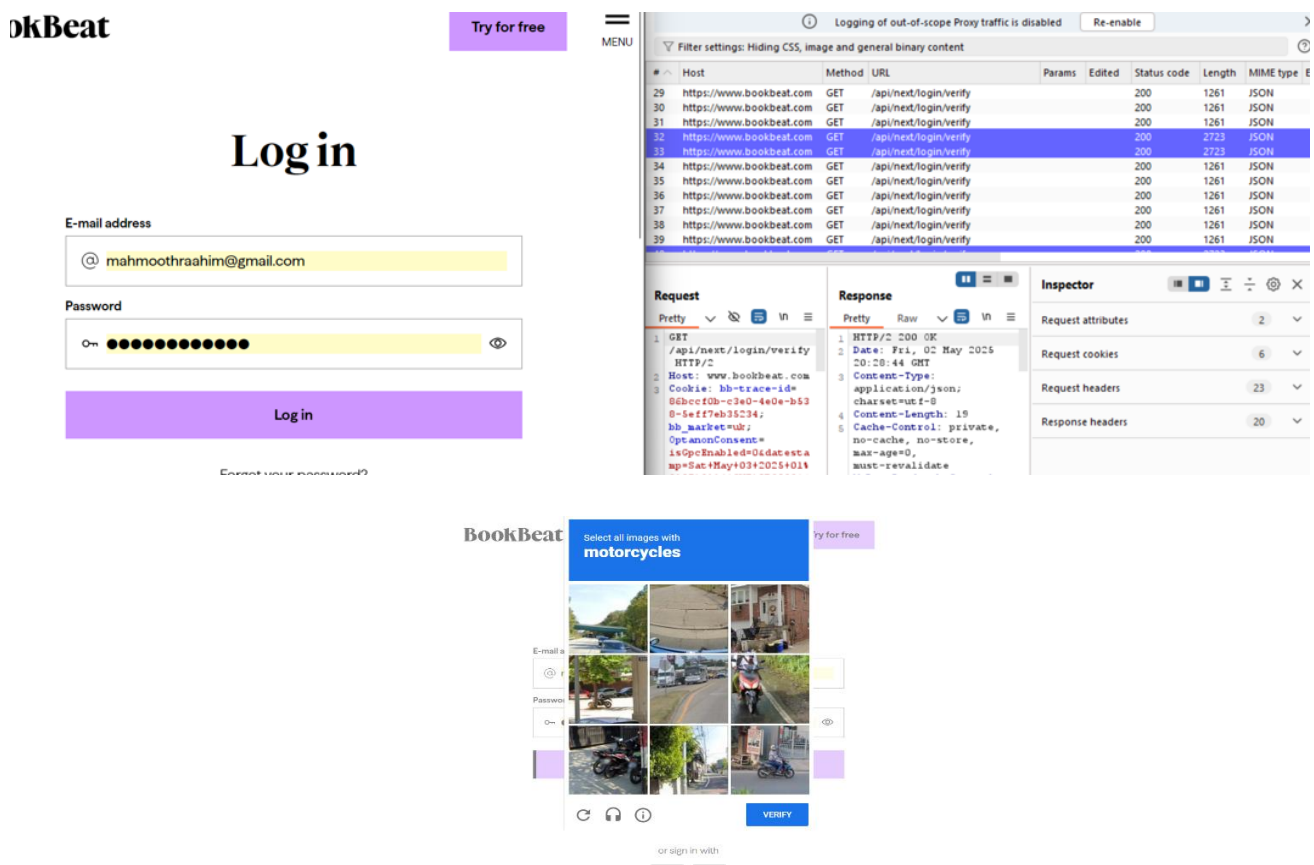 okBeat
Try for free
MENU
Log in
E-mail address
@ mahmoothraahim@gmail.com
Password
Log in
Forgot your password?
Logging of out-of-scope Proxy traffic is disabled Re-enable
Filter settings: Hiding CSS, image and general binary content
# Host Method URL Params Edited Status code Length MIME type E
29 https://www.bookbeat.com GET /api/next/login/verify 200 1261 JSON
30 https://www.bookbeat.com GET /api/next/login/verify 200 1261 JSON
31 https://www.bookbeat.com GET /api/next/login/verify 200 1261 JSON
32 https://www.bookbeat.com GET /api/next/login/verify 200 2723 JSON
33 https://www.bookbeat.com GET /api/next/login/verify 200 2723 JSON
34 https://www.bookbeat.com GET /api/next/login/verify 200 1261 JSON
35 https://www.bookbeat.com GET /api/next/login/verify 200 1261 JSON
36 https://www.bookbeat.com GET /api/next/login/verify 200 1261 JSON
37 https://www.bookbeat.com GET /api/next/login/verify 200 1261 JSON
38 https://www.bookbeat.com GET /api/next/login/verify 200 1261 JSON
39 https://www.bookbeat.com GET /api/next/login/verify 200 1261 JSON
Request
Pretty \n
1 GET
/api/next/login/verify
HTTP/2
2 Host: www.bookbeat.com
3 Cookie: bb-trace-id=
86bccf0b-c3e0-4e0e-b53
8-5eff7eb35234;
bb_market=uk;
OptanonConsent=
isGpcEnabled=0&datesta
mp=Sat+May+03+2025+01%
Response
Pretty Raw \n
1 HTTP/2 200 OK
2 Date: Fri, 02 May 2025
20:28:44 GMT
3 Content-Type:
application/json;
charset=utf-8
4 Content-Length: 19
5 Cache-Control: private,
no-cache, no-store,
max-age=0,
must-revalidate
Inspector
Request attributes 2
Request cookies 6
Request headers 23
Response headers 20
BookBeat
Try for free
Select all images with
motorcycles
E-mail a
@
Passwo
VERIFY
or sign in with